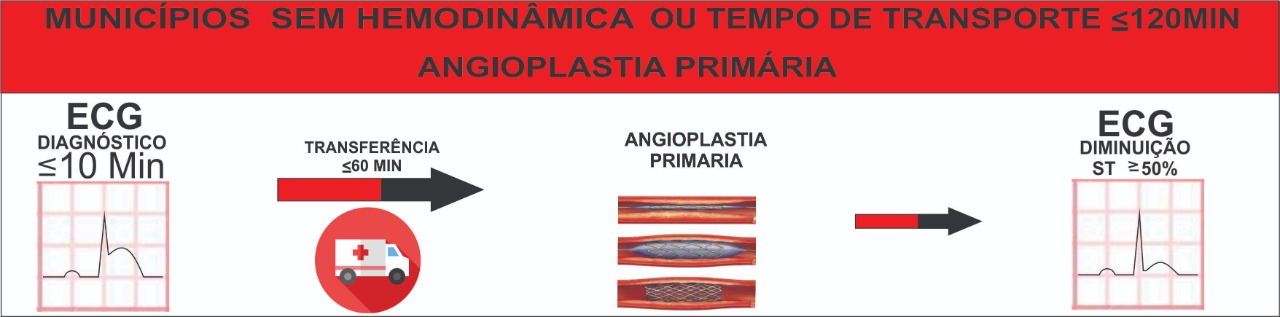 MUNICÍPIOS SEM HEMODINÂMICA OU TEMPO DE TRANSPORTE ≤120MIN
ANGIOPLASTIA PRIMÁRIA
ECG
DIAGNÓSTICO
≤10 Min
TRANSFERÊNCIA
≤60 MIN
ANGIOPLASTIA
PRIMARIA
ECG
DIMINUIÇÃO
ST ≥50%